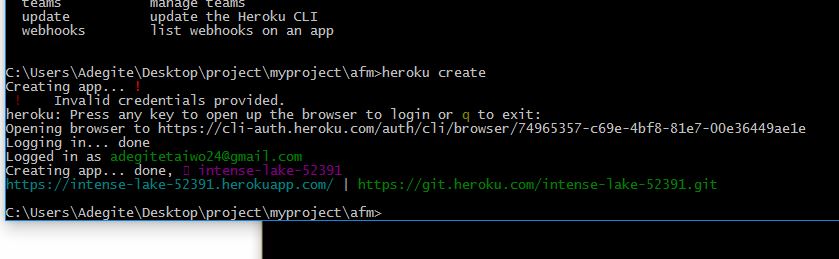 teams manage teams
update update the Heroku CLI
webhooks list webhooks on an app
C:\Users\Adegite\Desktop\project\myproject\afm>heroku create
Creating app... !
! Invalid credentials provided.
heroku: Press any key to open up the browser to login or q to exit:
Opening browser to https://cli-auth.heroku.com/auth/cli/browser/74965357-c69e-4bf8-81e7-00e36449ae1e
Logging in... done
Logged in as adegitetaiwo24@gmail.com
Creating app... done, ▯ intense-lake-52391
https://intense-lake-52391.herokuapp.com/ | https://git.heroku.com/intense-lake-52391.git
C:\Users\Adegite\Desktop\project\myproject\afm>